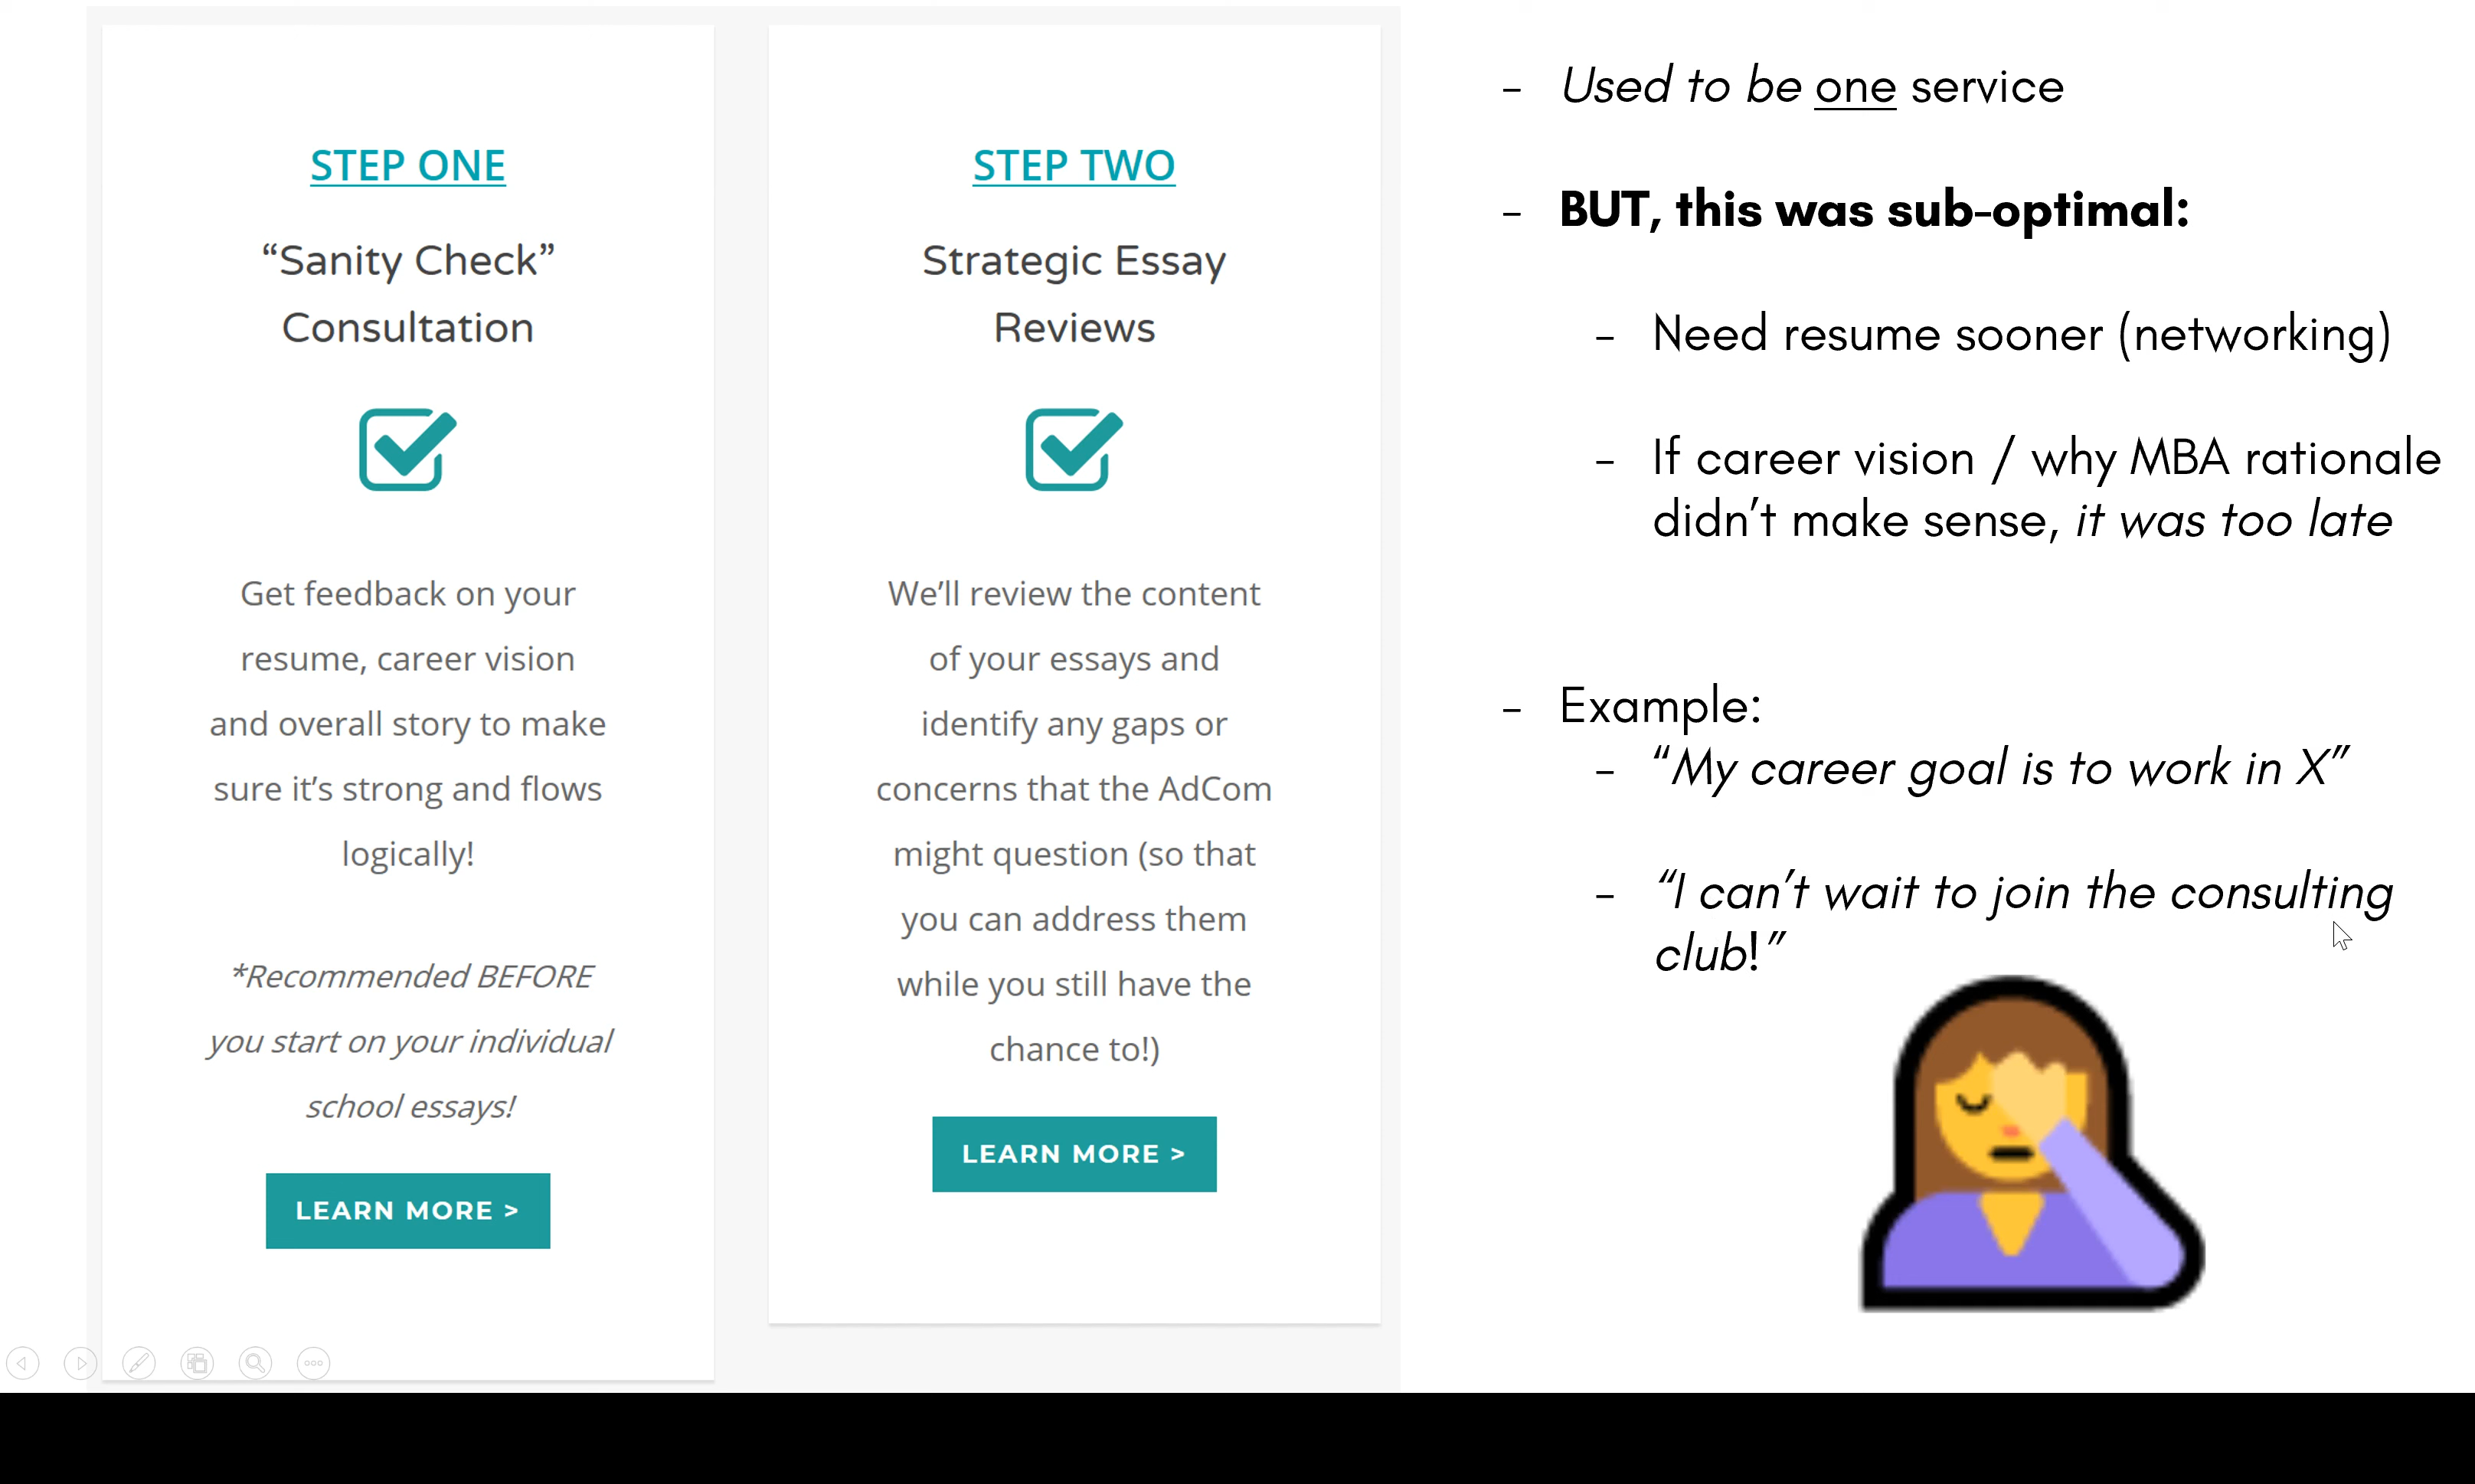 STEP ONE
“Sanity Check”
Consultation
Get feedback on your
resume, career vision
and overall story to make
sure it’s strong and flows
logically!
*Recommended BEFORE
you start on your individual
school essays!
LEARN MORE >
STEP TWO
Strategic Essay
Reviews
We’ll review the content
of your essays and
identify any gaps or
concerns that the AdCom
might question (so that
you can address them
while you still have the
chance to!)
LEARN MORE >
- Used to be one service
- BUT, this was sub-optimal:
- Need resume sooner (networking)
- If career vision / why MBA rationale
didn’t make sense, it was too late
- Example:
- “My career goal is to work in X”
- “I can’t wait to join the consulting
club!”